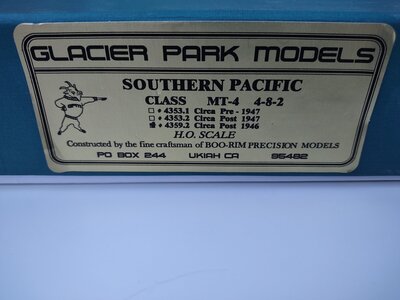 GLACIER PARK MODELS
SOUTHERN PACIFIC
CLASS MT-4 4-8-2
# 4353.1 Circa Pre - 1947
# 4353.2 Circa Post 1947
# 4359.2 Circa Post 1946
H.O. SCALE
Constructed by the fine craftsman of BOO-RIM PRECISION MODELS
PO BOX 244 UKIAH CA 95482